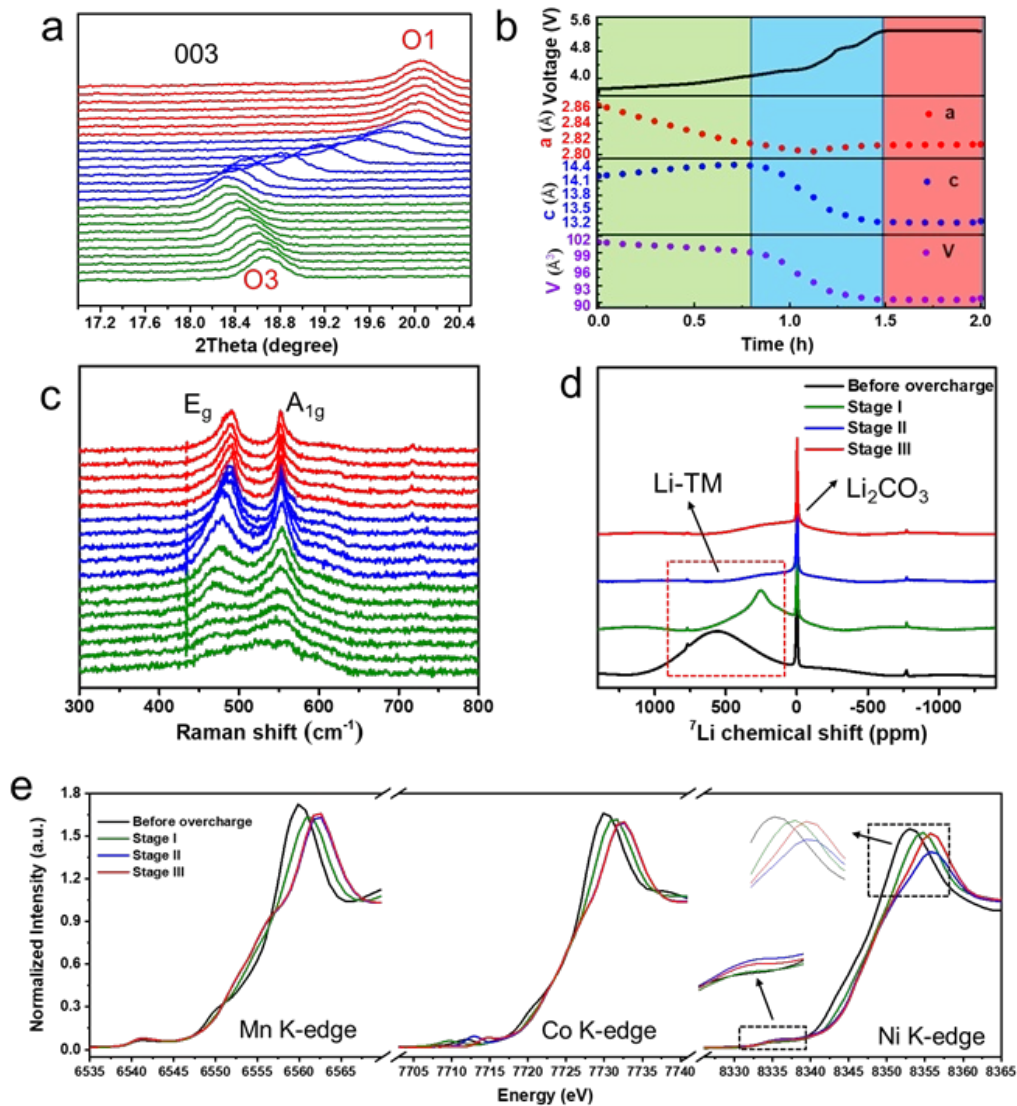 a
003
O1
O3
17.2 17.6 18.0 18.4 18.8 19.2 19.6 20.0 20.4
2Theta (degree)
b
5.6
4.8
4.0
Voltage
2.86
2.84
2.82
2.80
a (Å)
a
14.4
14.1
13.8
13.5
13.2
c (Å)
c
102
99
96
93
90
V (Å³)
V
0.0 0.5 1.0 1.5 2.0
Time (h)
c
Eg
A1g
300 400 500 600 700 800
Raman shift (cm⁻¹)
d
Before overcharge
Stage I
Stage II
Stage III
Li-TM
Li₂CO₃
1000 500 0 -500 -1000
⁷Li chemical shift (ppm)
e
1.8
1.5
1.2
0.9
0.6
0.3
0.0
Normalized Intensity (a.u.)
Before overcharge
Stage I
Stage II
Stage III
Mn K-edge
Co K-edge
Ni K-edge
6535 6540 6545 6550 6555 6560 6565 7705 7710 7715 7720 7725 7730 7735 7740 8330 8335 8340 8345 8350 8355 8360 8365
Energy (eV)